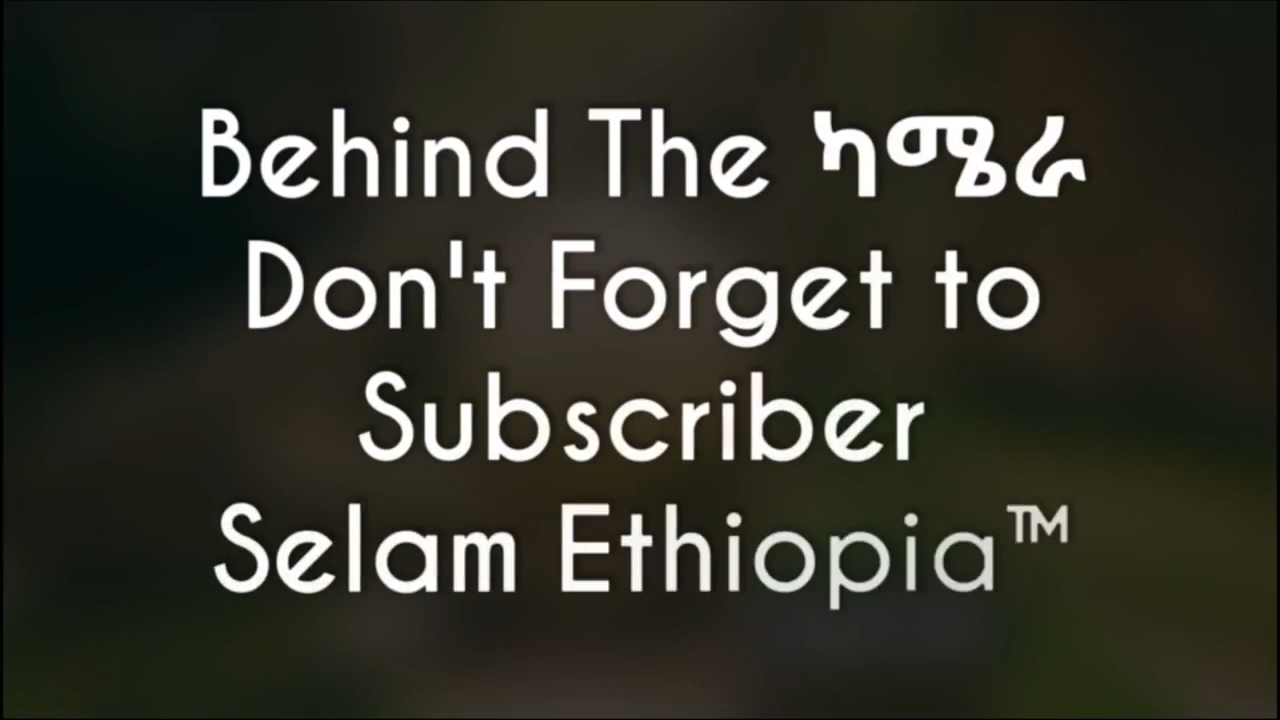 Behind The ካሜራ
Don't Forget to
Subscriber
Selam Ethiopia™